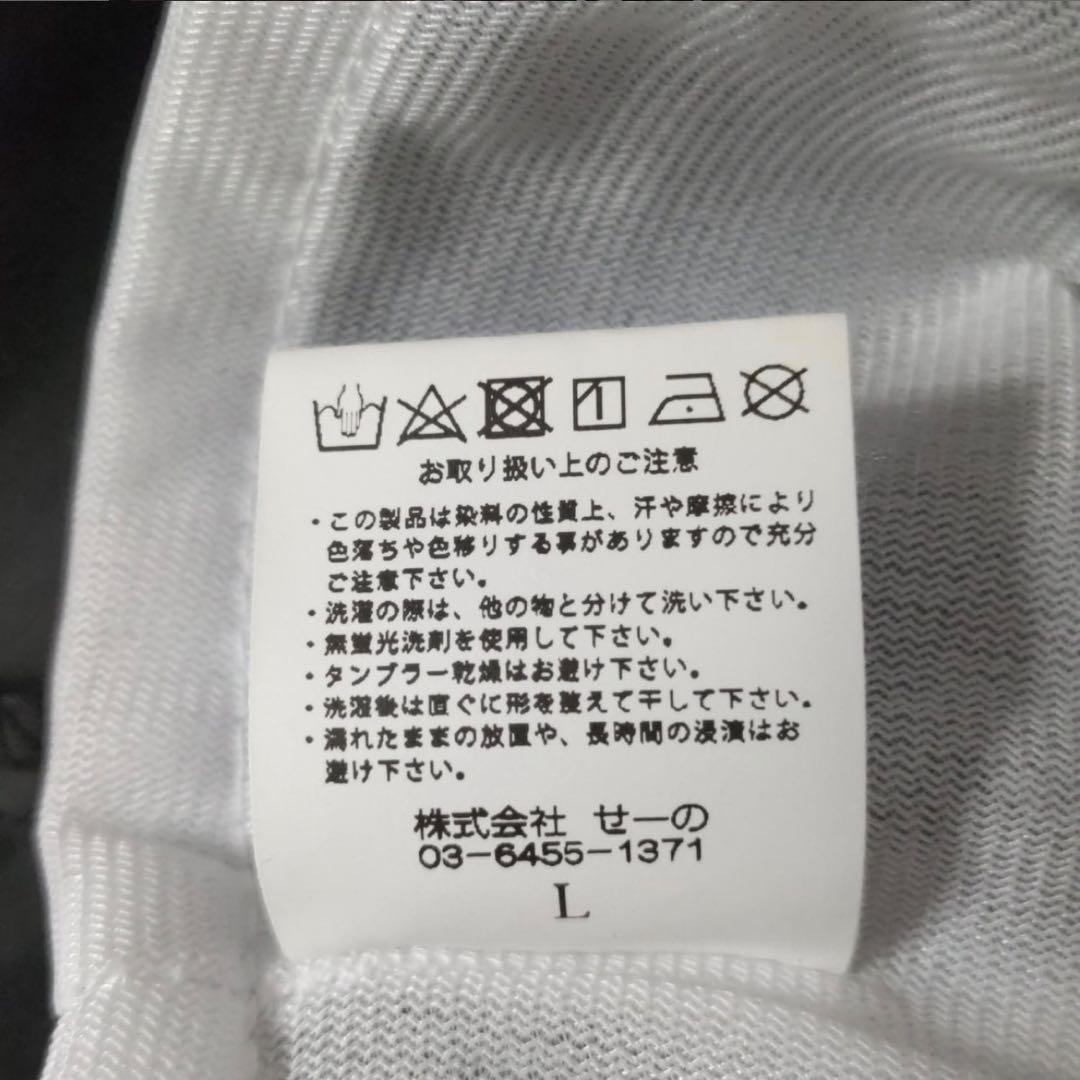 お取り扱い上のご注意
・この製品は染料の性質上、汗や摩擦により
色落ちや色移りする事がありますので充分
ご注意下さい。
・洗濯の際は、他の物と分けて洗い下さい。
・無蛍光洗剤を使用して下さい。
・タンブラー乾燥はお避け下さい。
・洗濯後は直ぐに形を整えて干して下さい。
・濡れたままの放置や、長時間の浸漬はお
避け下さい。
株式会社 せーの
03-6455-1371
L